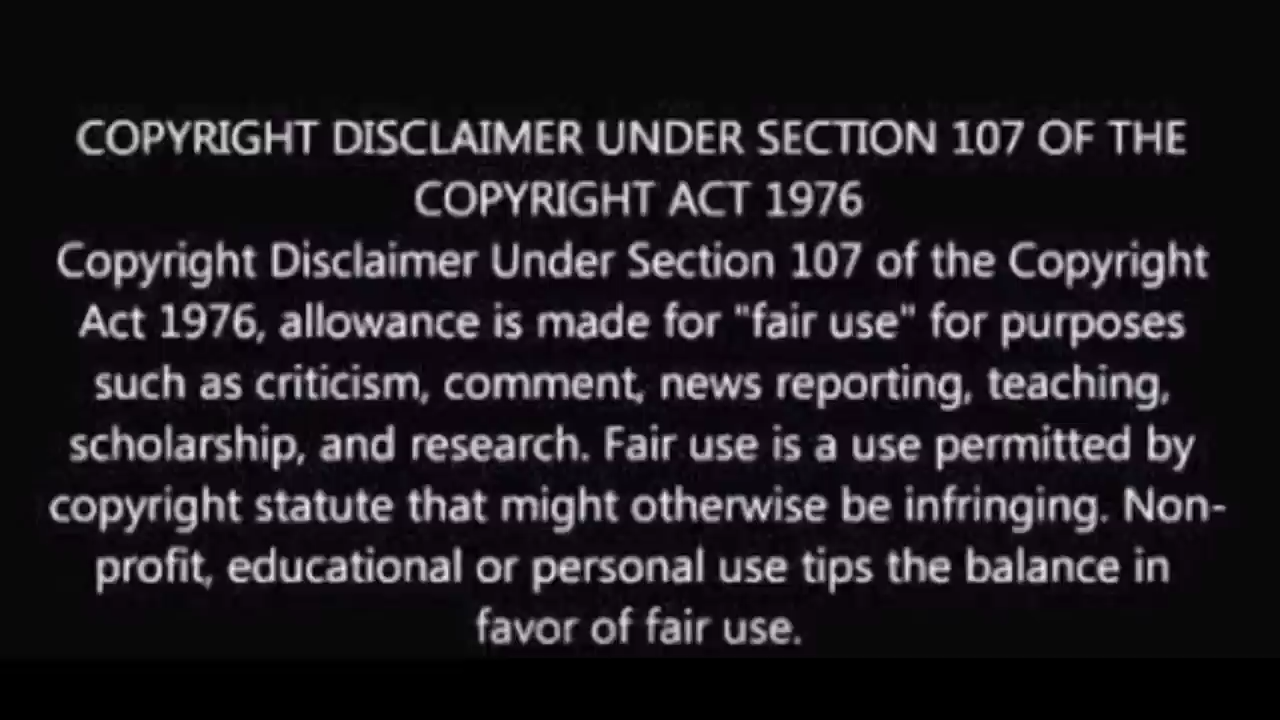 COPYRIGHT DISCLAIMER UNDER SECTION 107 OF THE
COPYRIGHT ACT 1976
Copyright Disclaimer Under Section 107 of the Copyright
Act 1976, allowance is made for "fair use" for purposes
such as criticism, comment, news reporting, teaching,
scholarship, and research. Fair use is a use permitted by
copyright statute that might otherwise be infringing. Non-
profit, educational or personal use tips the balance in
favor of fair use.